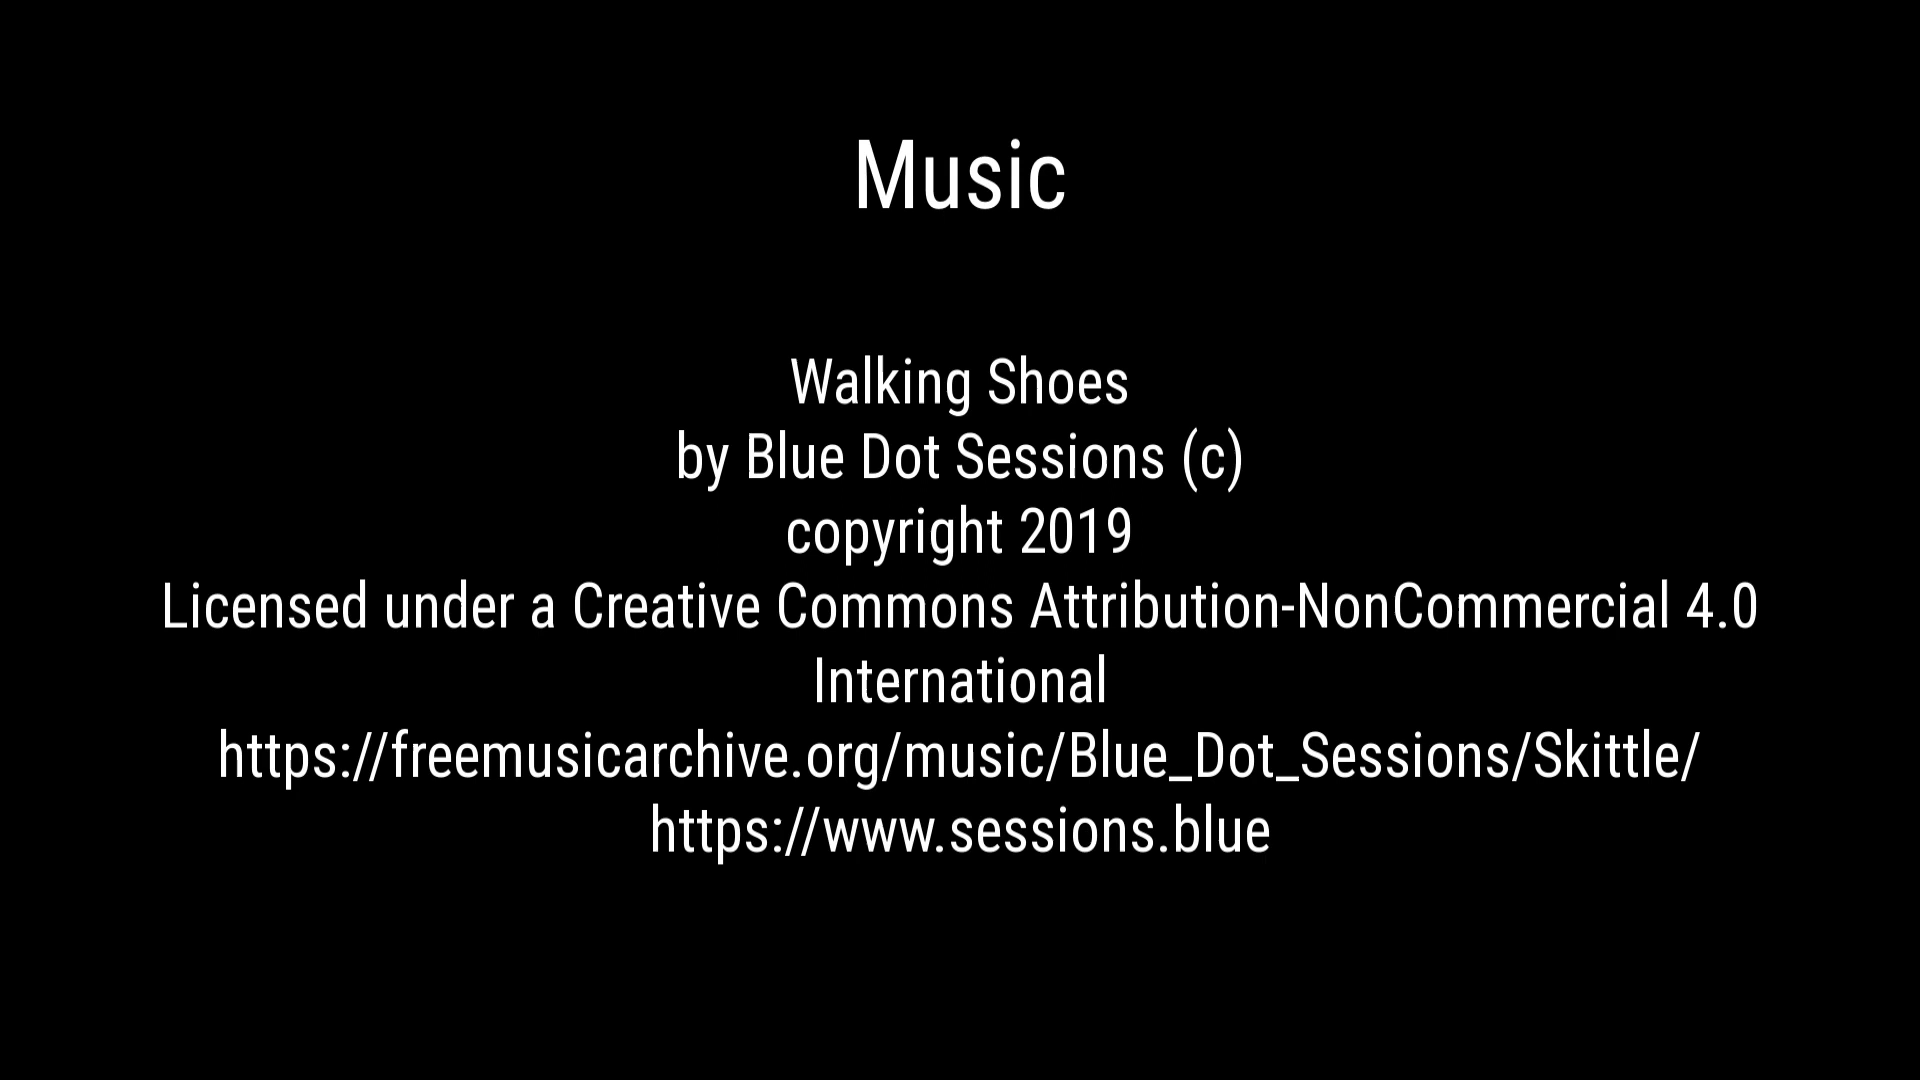 Music
Walking Shoes
by Blue Dot Sessions (c)
copyright 2019
Licensed under a Creative Commons Attribution-NonCommercial 4.0
International
https://freemusicarchive.org/music/Blue_Dot_Sessions/Skittle/
https://www.sessions.blue